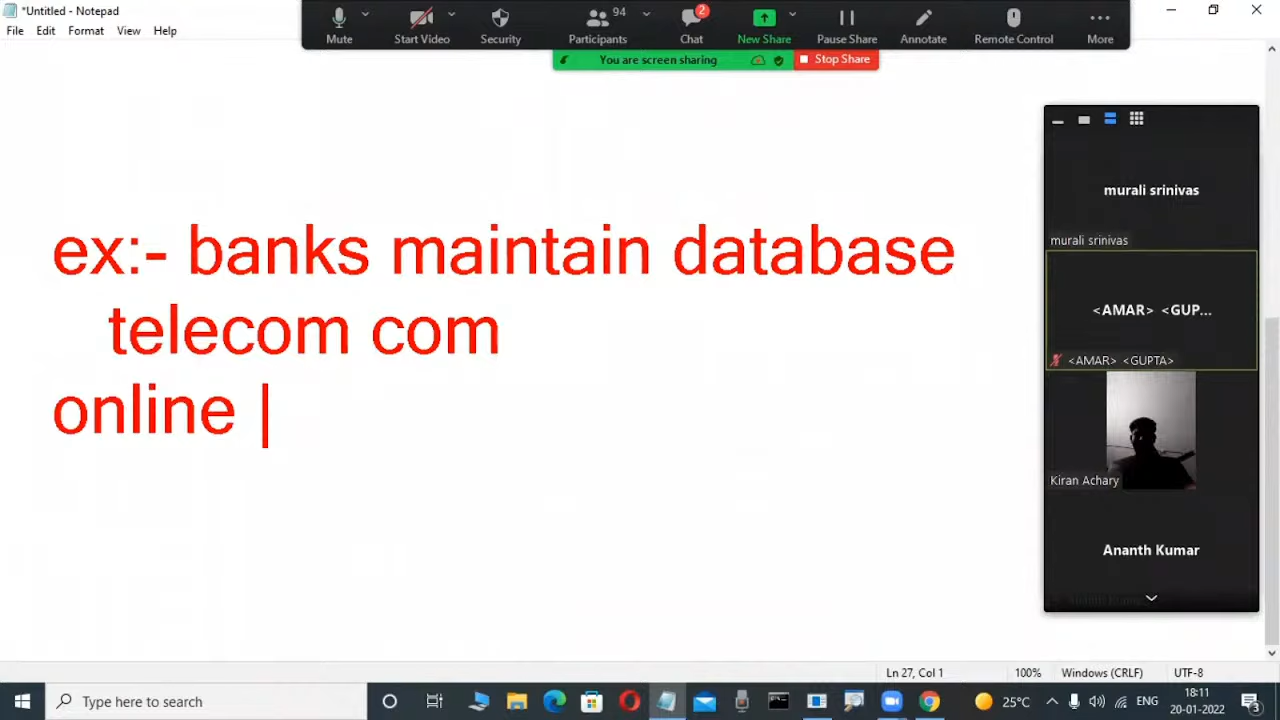 *Untitled - Notepad
File Edit Format View Help
Mute Start Video Security Participants 94 Chat 2 New Share Pause Share Annotate Remote Control More
You are screen sharing Stop Share
murali srinivas
murali srinivas
<AMAR> <GUP...
<AMAR> <GUPTA>
Kiran Achary
Ananth Kumar
ex:- banks maintain database
telecom com
online
Ln 27, Col 1 100% Windows (CRLF) UTF-8
Type here to search
25°C ENG 18:11
20-01-2022 3